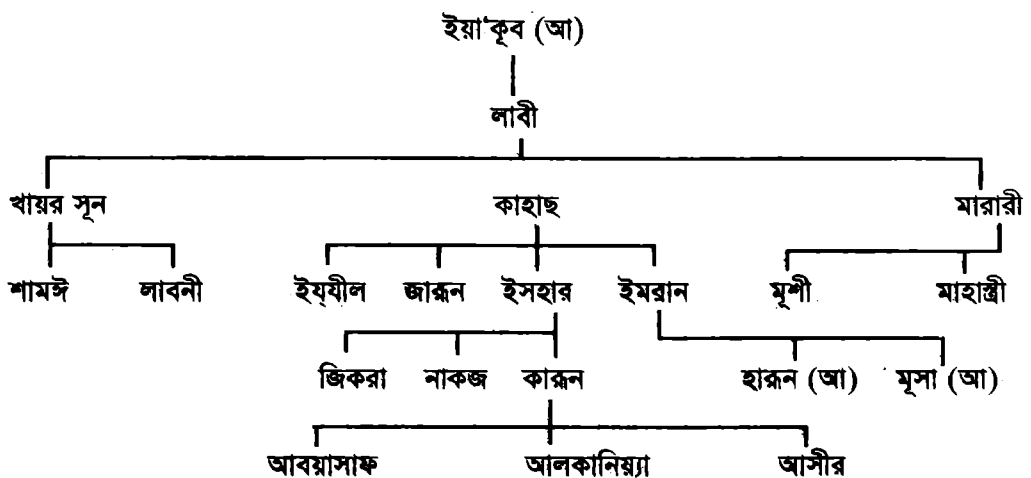 ইয়া'কূব (আ)
লাবী
খায়র সূন কাহাছ মারারী
শামঈ লাবনী ইয্যীল জারূন ইসহার ইমরান মূশী মাহাস্ত্রী
জিকরা নাকজ কারূন হারূন (আ) মূসা (আ)
আবয়াসাফ আলকানিয়্যা আসীর